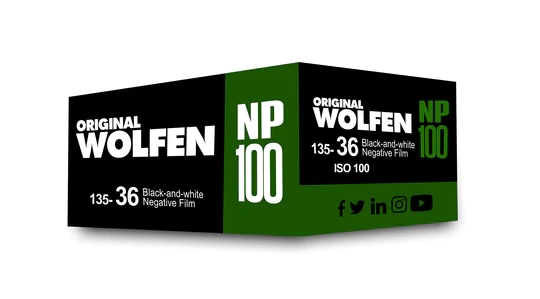 ORIGINAL
WOLFEN
135-36 Black-and-white
Negative Film
NP
100
ORIGINAL
WOLFEN
135-36 Black-and-white
Negative Film
ISO 100
NP
100